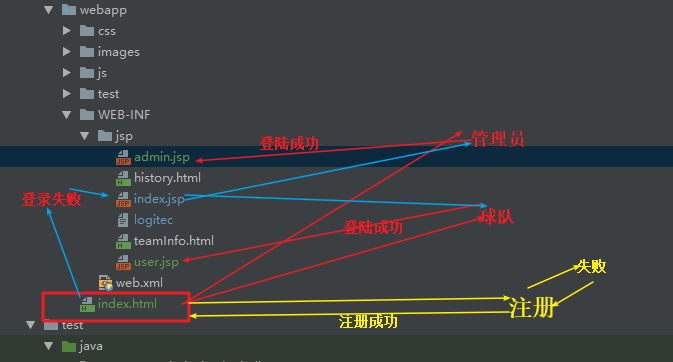 webapp
css
images
js
test
WEB-INF
jsp
登陆成功
管理员
admin.jsp
history.html
登录失败
index.jsp
球队
logitec
登陆成功
teamInfo.html
user.jsp
失败
web.xml
index.html
注册
注册成功
test
java